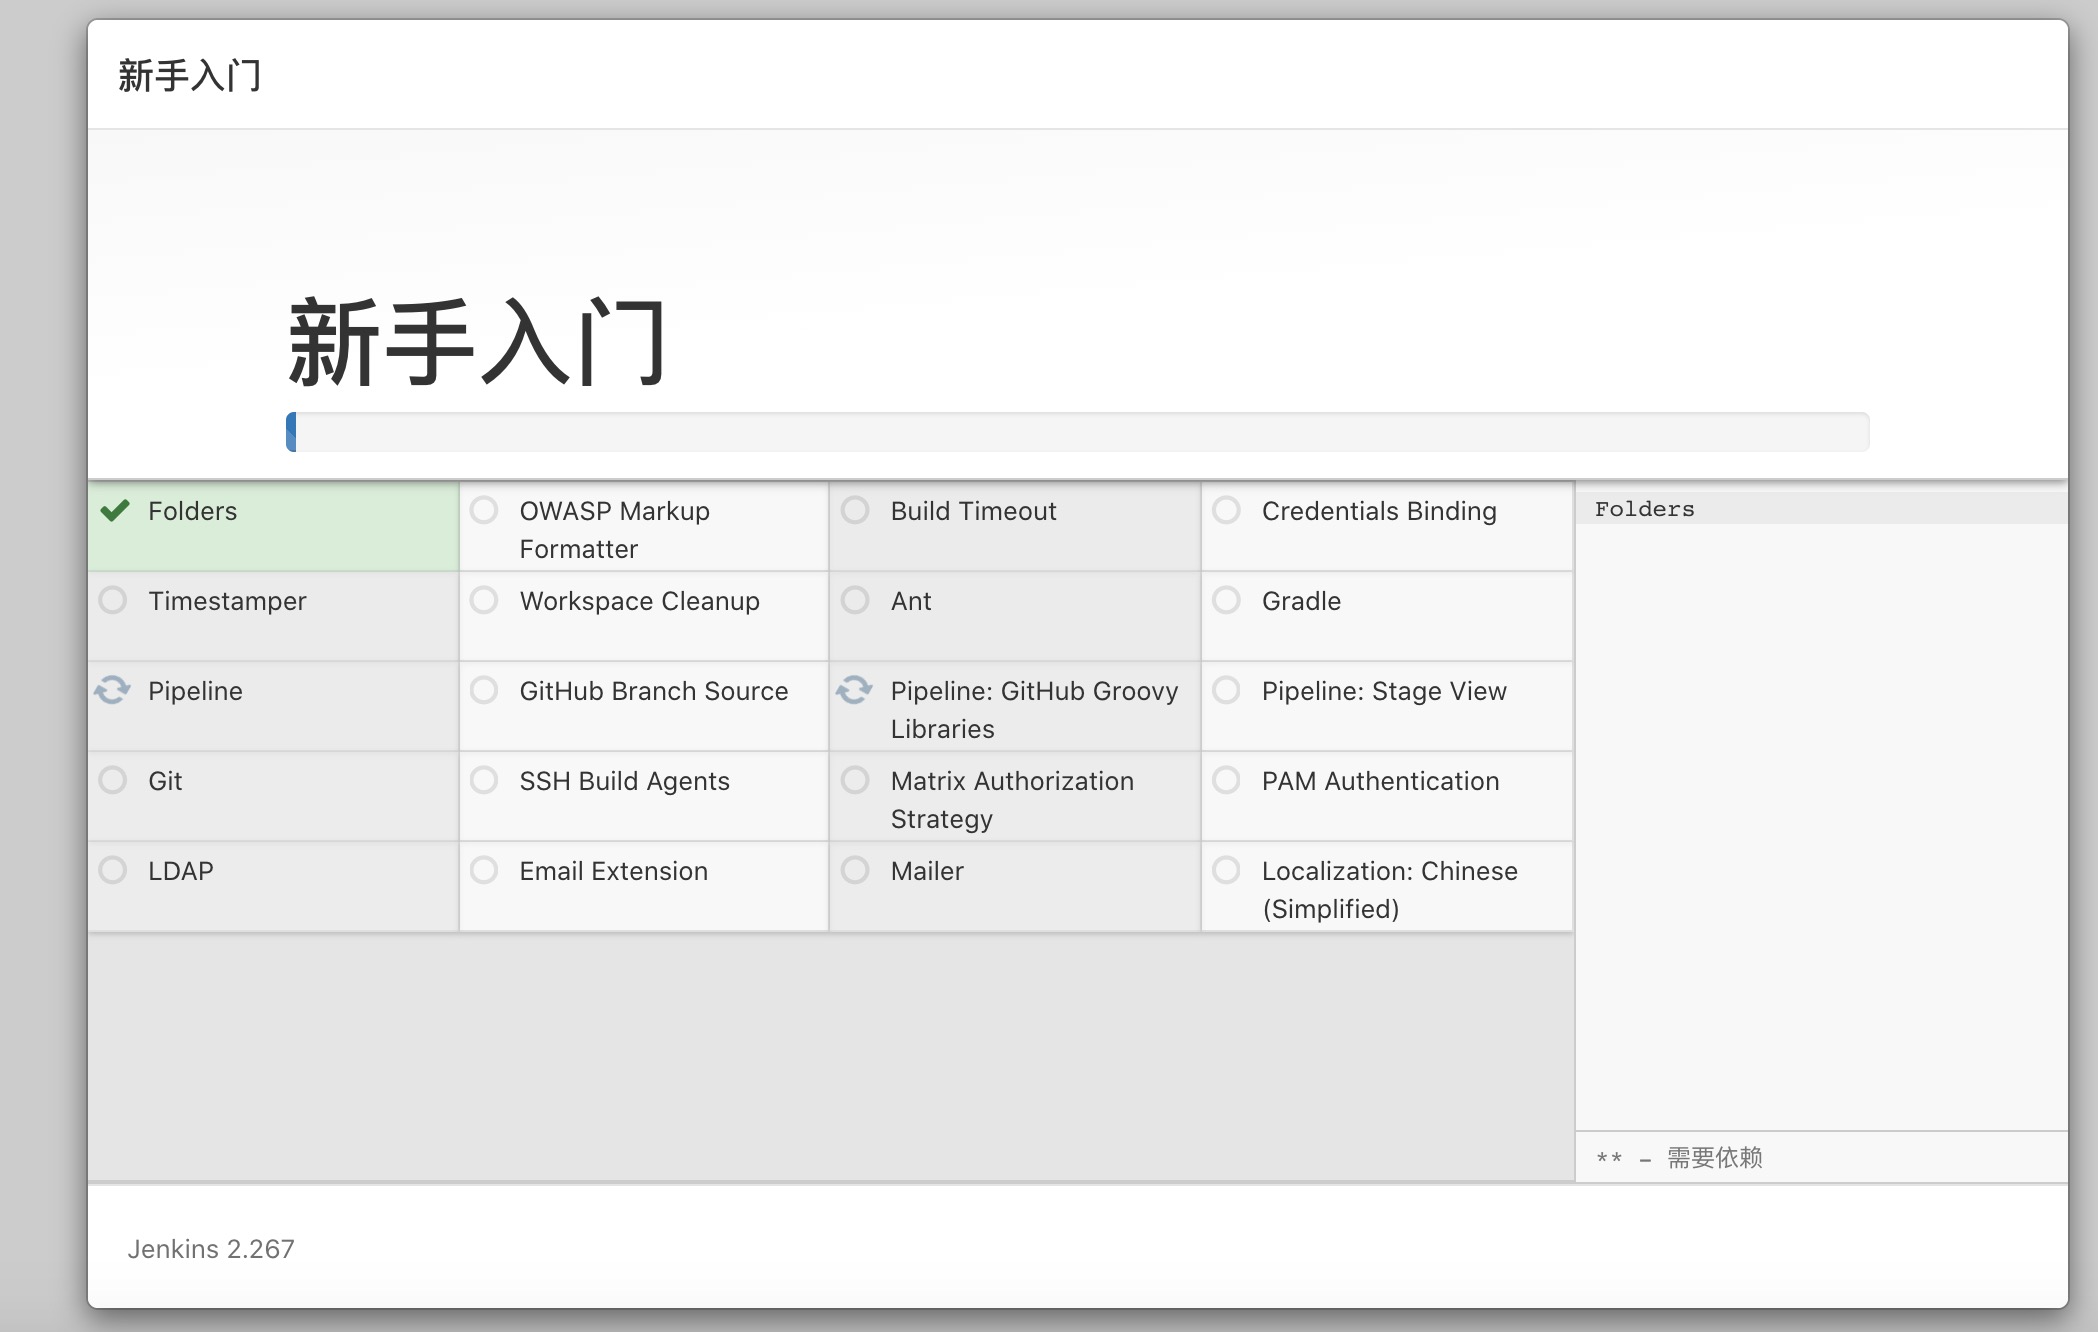 新手入门
新手入门
Folders
OWASP Markup
Formatter
Build Timeout
Credentials Binding
Folders
Timestamper
Workspace Cleanup
Ant
Gradle
Pipeline
GitHub Branch Source
Pipeline: GitHub Groovy
Libraries
Pipeline: Stage View
Git
SSH Build Agents
Matrix Authorization
Strategy
PAM Authentication
LDAP
Email Extension
Mailer
Localization: Chinese
(Simplified)
** - 需要依赖
Jenkins 2.267